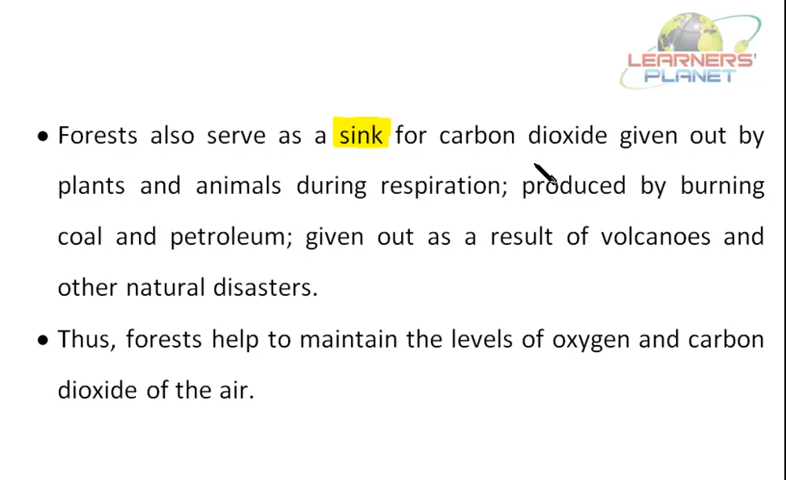 LEARNERS'
PLANET
• Forests also serve as a sink for carbon dioxide given out by
plants and animals during respiration; produced by burning
coal and petroleum; given out as a result of volcanoes and
other natural disasters.
• Thus, forests help to maintain the levels of oxygen and carbon
dioxide of the air.